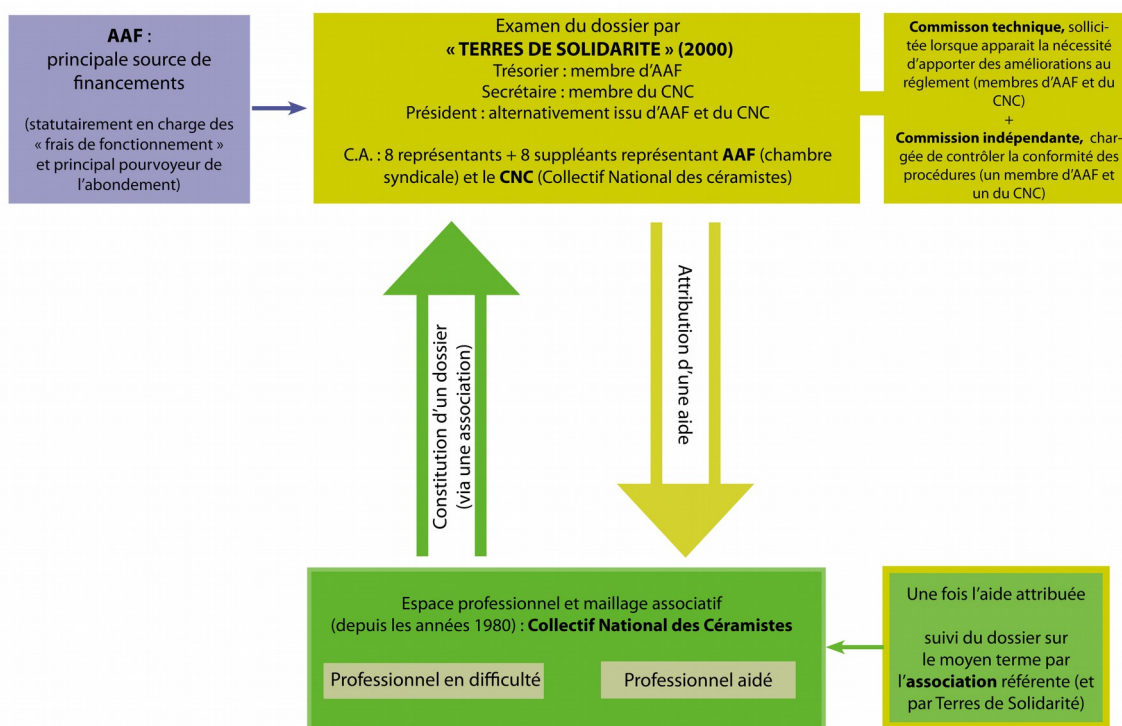 AAF :
principale source de
financements
(statutairement en charge des
« frais de fonctionnement »
et principal pourvoyeur de
l'abondement)
Examen du dossier par
« TERRES DE SOLIDARITE » (2000)
Trésorier : membre d'AAF
Secrétaire : membre du CNC
Président : alternativement issu d'AAF et du CNC
C.A. : 8 représentants + 8 suppléants représentant AAF (chambre
syndicale) et le CNC (Collectif National des céramistes)
Commisson technique, sollici-
tée lorsque apparait la nécessité
d'apporter des améliorations au
réglement (membres d'AAF et du
CNC)
+
Commission indépendante, char-
gée de contrôler la conformité des
procédures (un membre d'AAF et
un du CNC)
Constitution d'un dossier
(via une association)
Attribution d'une aide
Espace professionnel et maillage associatif
(depuis les années 1980) : Collectif National des Céramistes
Professionnel en difficulté
Professionnel aidé
Une fois l'aide attribuée
suivi du dossier sur
le moyen terme par
l'association référente (et
par Terres de Solidarité)